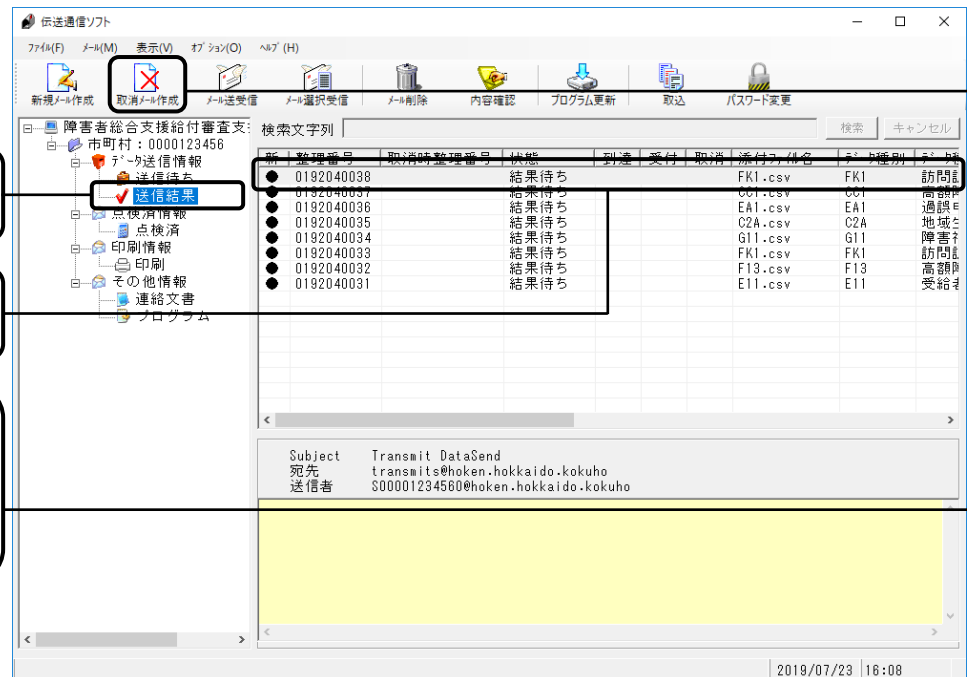 伝送通信ソフト
ファイル(F) メール(M) 表示(V) オプション(O) ヘルプ(H)
新規メール作成 取消メール作成 メール送受信 メール選択受信 メール削除 内容確認 プログラム更新 取込 パスワード変更
障害者総合支援給付審査支
市町村：0000123456
データ送信情報
送信待ち
送信結果
点検済情報
点検済
印刷情報
印刷
その他情報
連絡文書
プログラム
検索文字列 検索 キャンセル
新 整理番号 取消時整理番号 状態 到達 受付 取消 添付ファイル名 データ種別 データ種
● 0192040038 結果待ち FK1.csv FK1 訪問
● 0192040037 結果待ち CC1.csv CC1 高額障
● 0192040036 結果待ち EA1.csv EA1 過誤申
● 0192040035 結果待ち C2A.csv C2A 地域生
● 0192040034 結果待ち G11.csv G11 障害福
● 0192040033 結果待ち FK1.csv FK1 訪問
● 0192040032 結果待ち F13.csv F13 高額障
● 0192040031 結果待ち E11.csv E11 受給者
Subject Transmit DataSend
宛先 transmits@hoken.hokkaido.kokuho
送信者 S00001234560@hoken.hokkaido.kokuho
2019/07/23 16:08